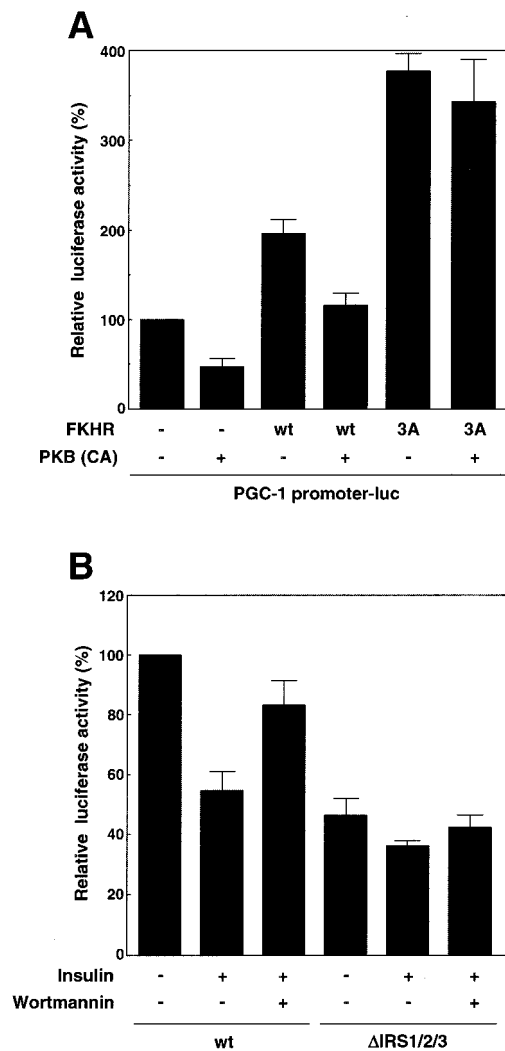 A
Relative luciferase activity (%)
400
300
200
100
0
FKHR - - wt wt 3A 3A
PKB (CA) - + - + - +
PGC-1 promoter-luc
B
Relative luciferase activity (%)
120
100
80
60
40
20
0
Insulin - + + - + +
Wortmannin - - + - - +
wt ΔIRS1/2/3